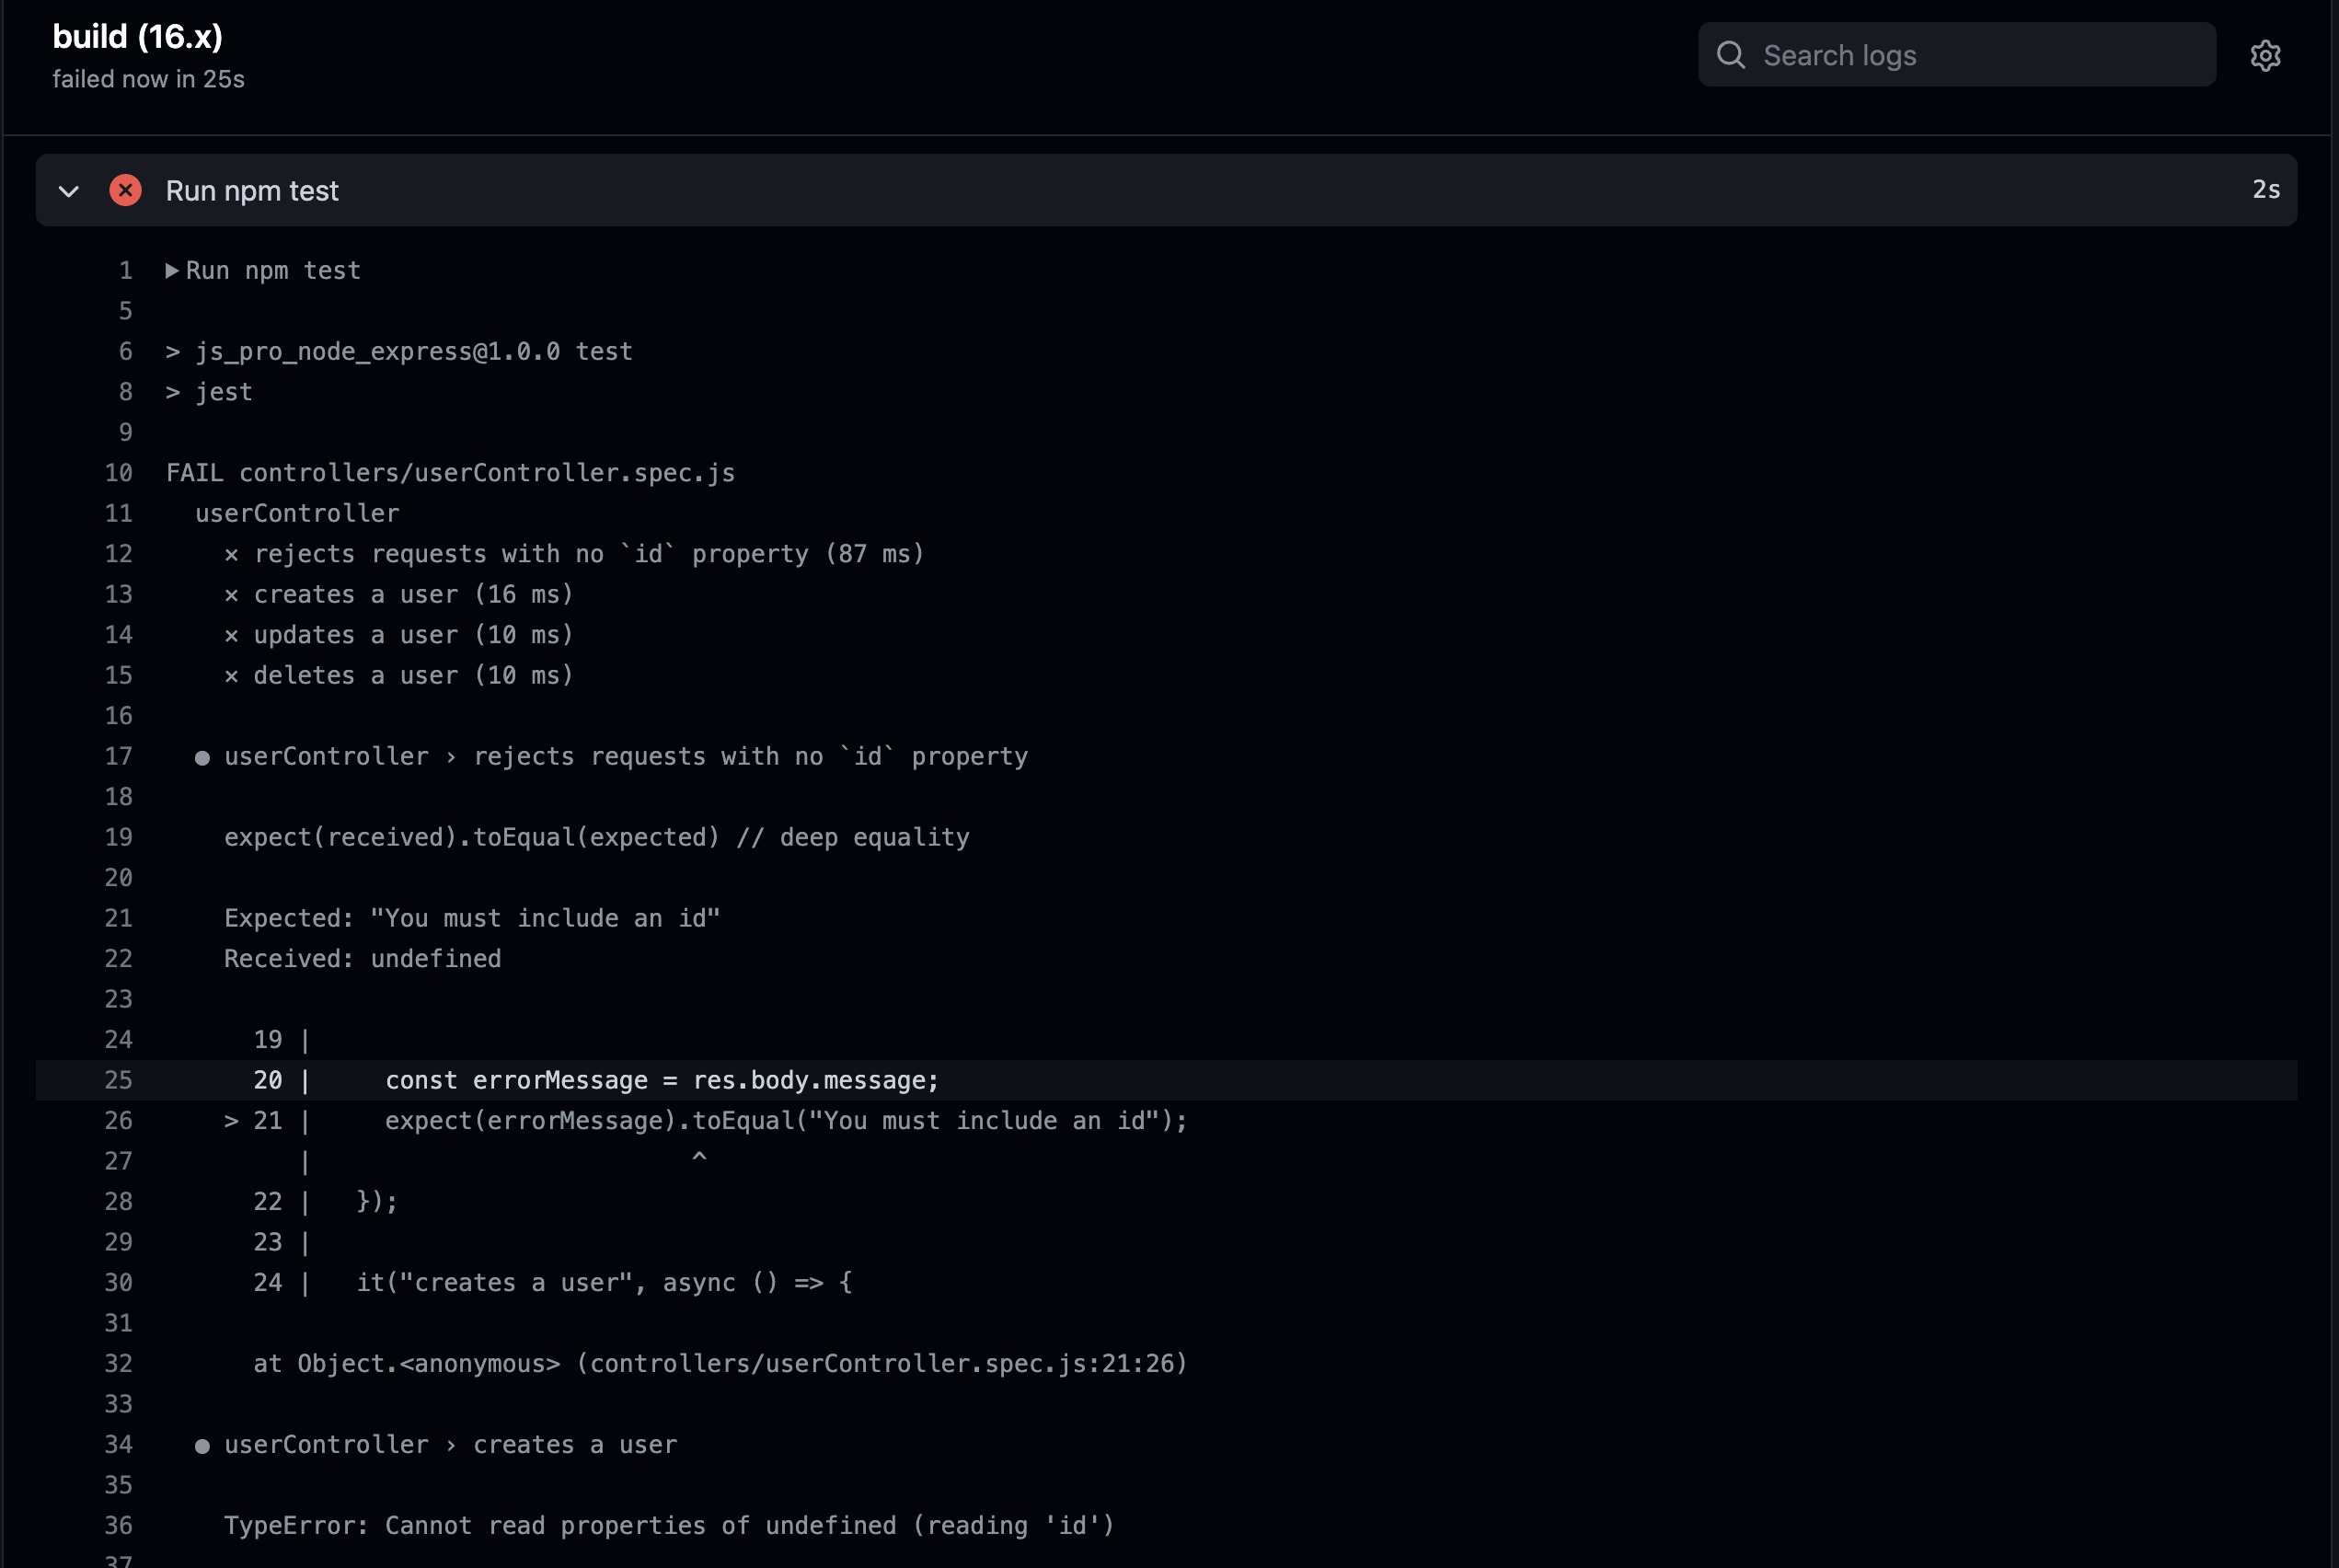 build (16.x)
failed now in 25s
Search logs
Run npm test 2s
1 Run npm test
5
6 > js_pro_node_express@1.0.0 test
8 > jest
9
10 FAIL controllers/userController.spec.js
11 userController
12 × rejects requests with no `id` property (87 ms)
13 × creates a user (16 ms)
14 × updates a user (10 ms)
15 × deletes a user (10 ms)
16
17 ● userController › rejects requests with no `id` property
18
19 expect(received).toEqual(expected) // deep equality
20
21 Expected: "You must include an id"
22 Received: undefined
23
24 19 |
25 20 | const errorMessage = res.body.message;
26 > 21 | expect(errorMessage).toEqual("You must include an id");
27 | ^
28 22 | });
29 23 |
30 24 | it("creates a user", async () => {
31
32 at Object.<anonymous> (controllers/userController.spec.js:21:26)
33
34 ● userController › creates a user
35
36 TypeError: Cannot read properties of undefined (reading 'id')
37